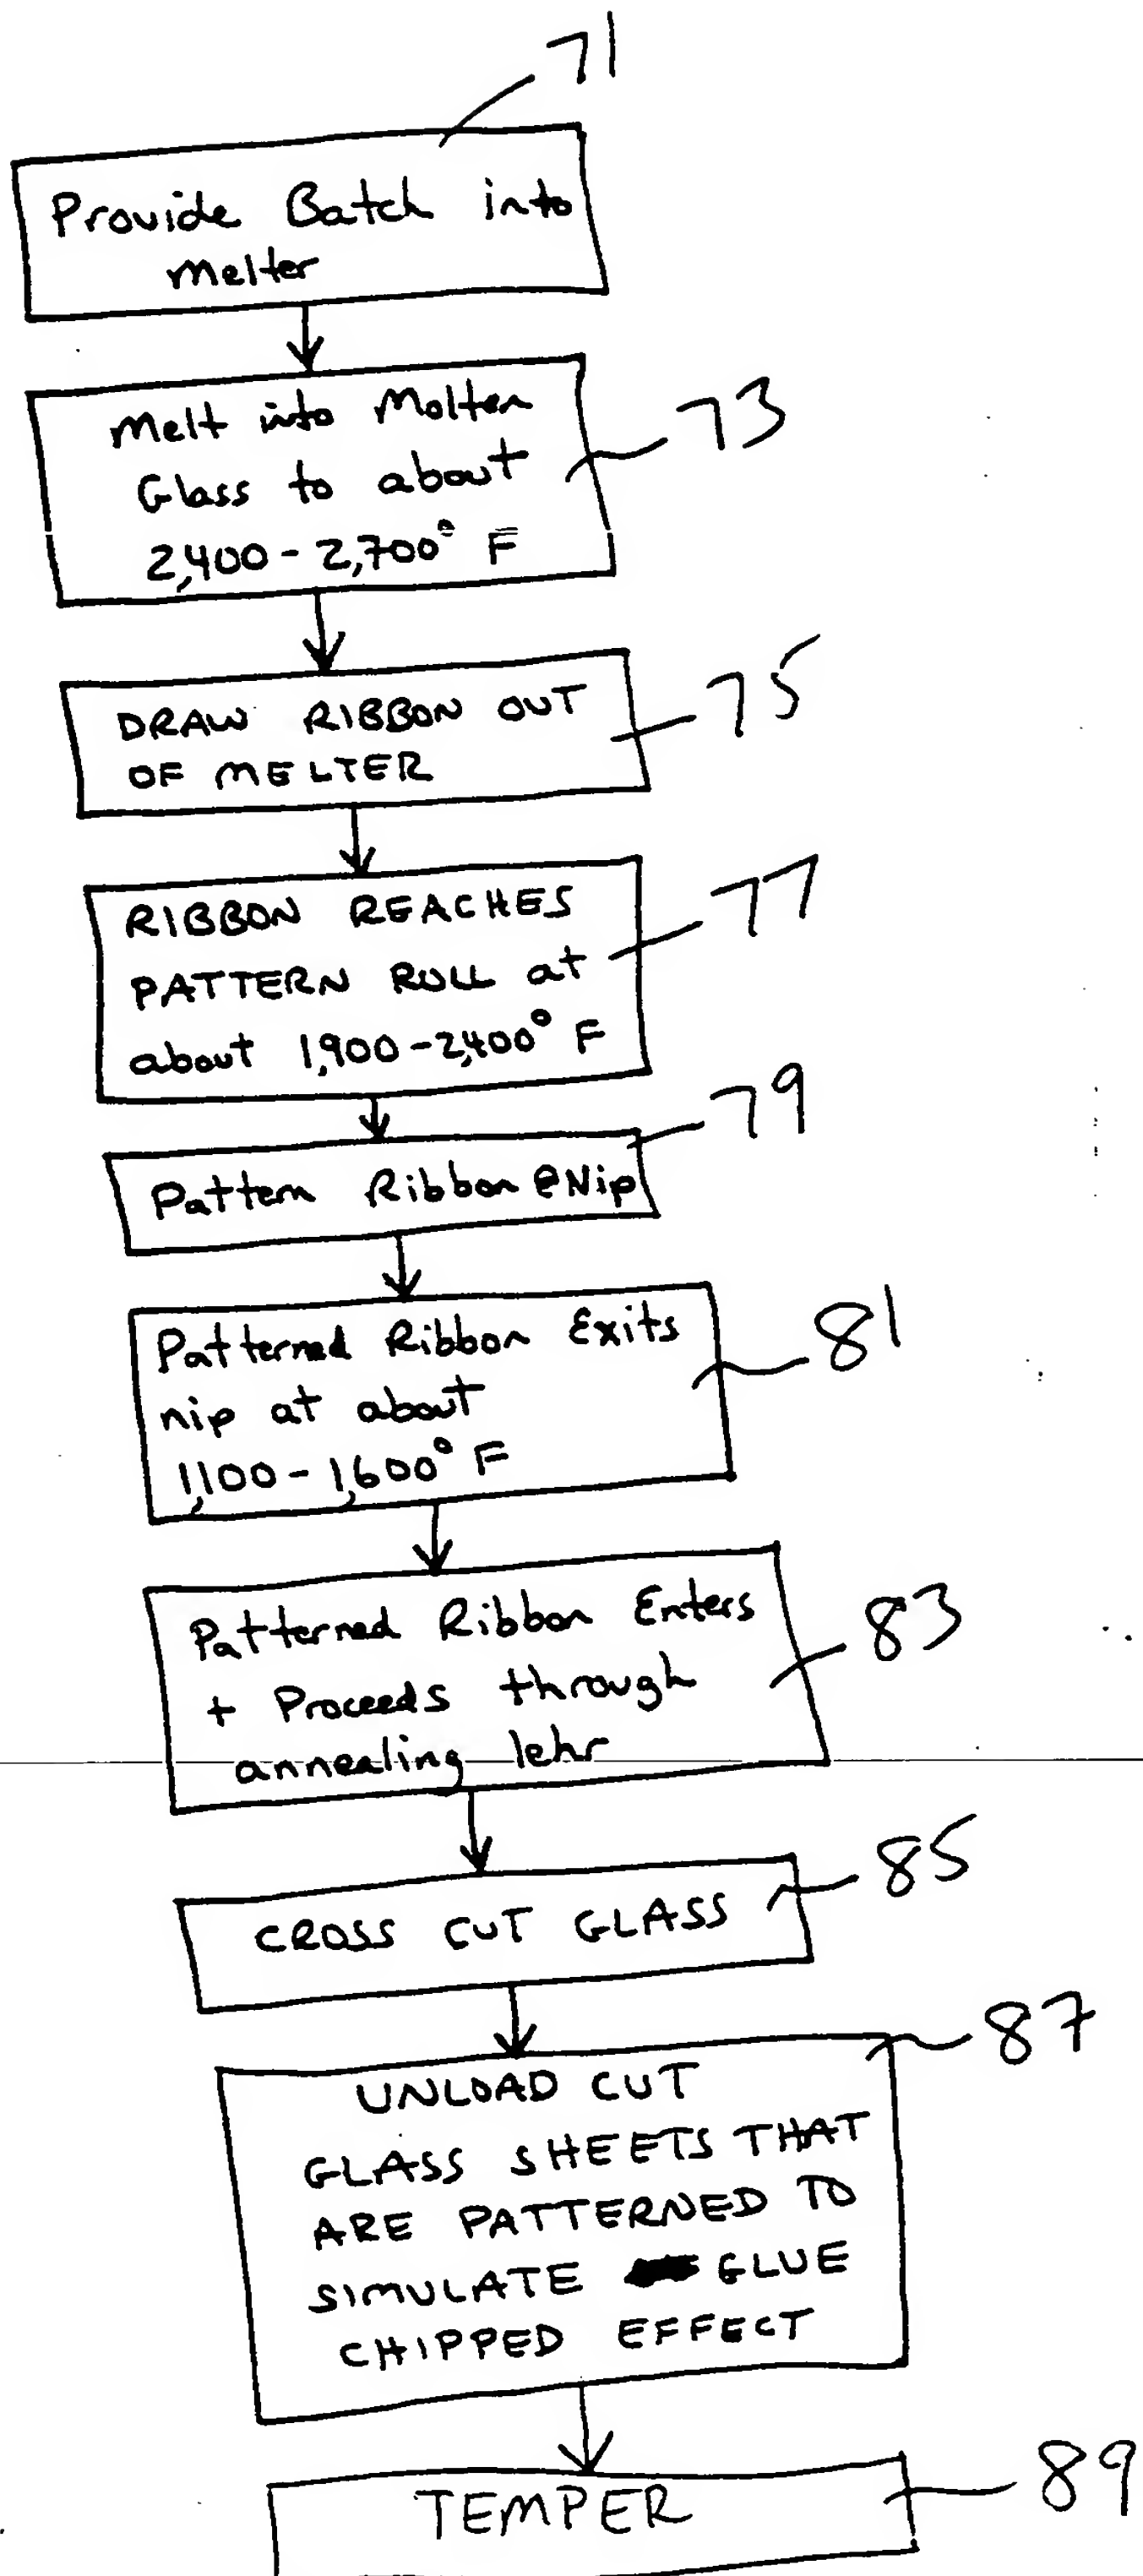 71
Provide Batch into
melter
Melt into Molten
Glass to about
2,400-2,700° F
73
DRAW RIBBON OUT
OF MELTER
75
RIBBON REACHES
PATTERN ROLL at
about 1,900-2,400° F
77
Pattern Ribbon @ Nip
79
Patterned Ribbon Exits
nip at about
1,100-1,600° F
81
Patterned Ribbon Enters
+ Proceeds through
annealing lehr
83
CROSS CUT GLASS
85
UNLOAD CUT
GLASS SHEETS THAT
ARE PATTERNED TO
SIMULATE GLUE
CHIPPED EFFECT
87
TEMPER
89